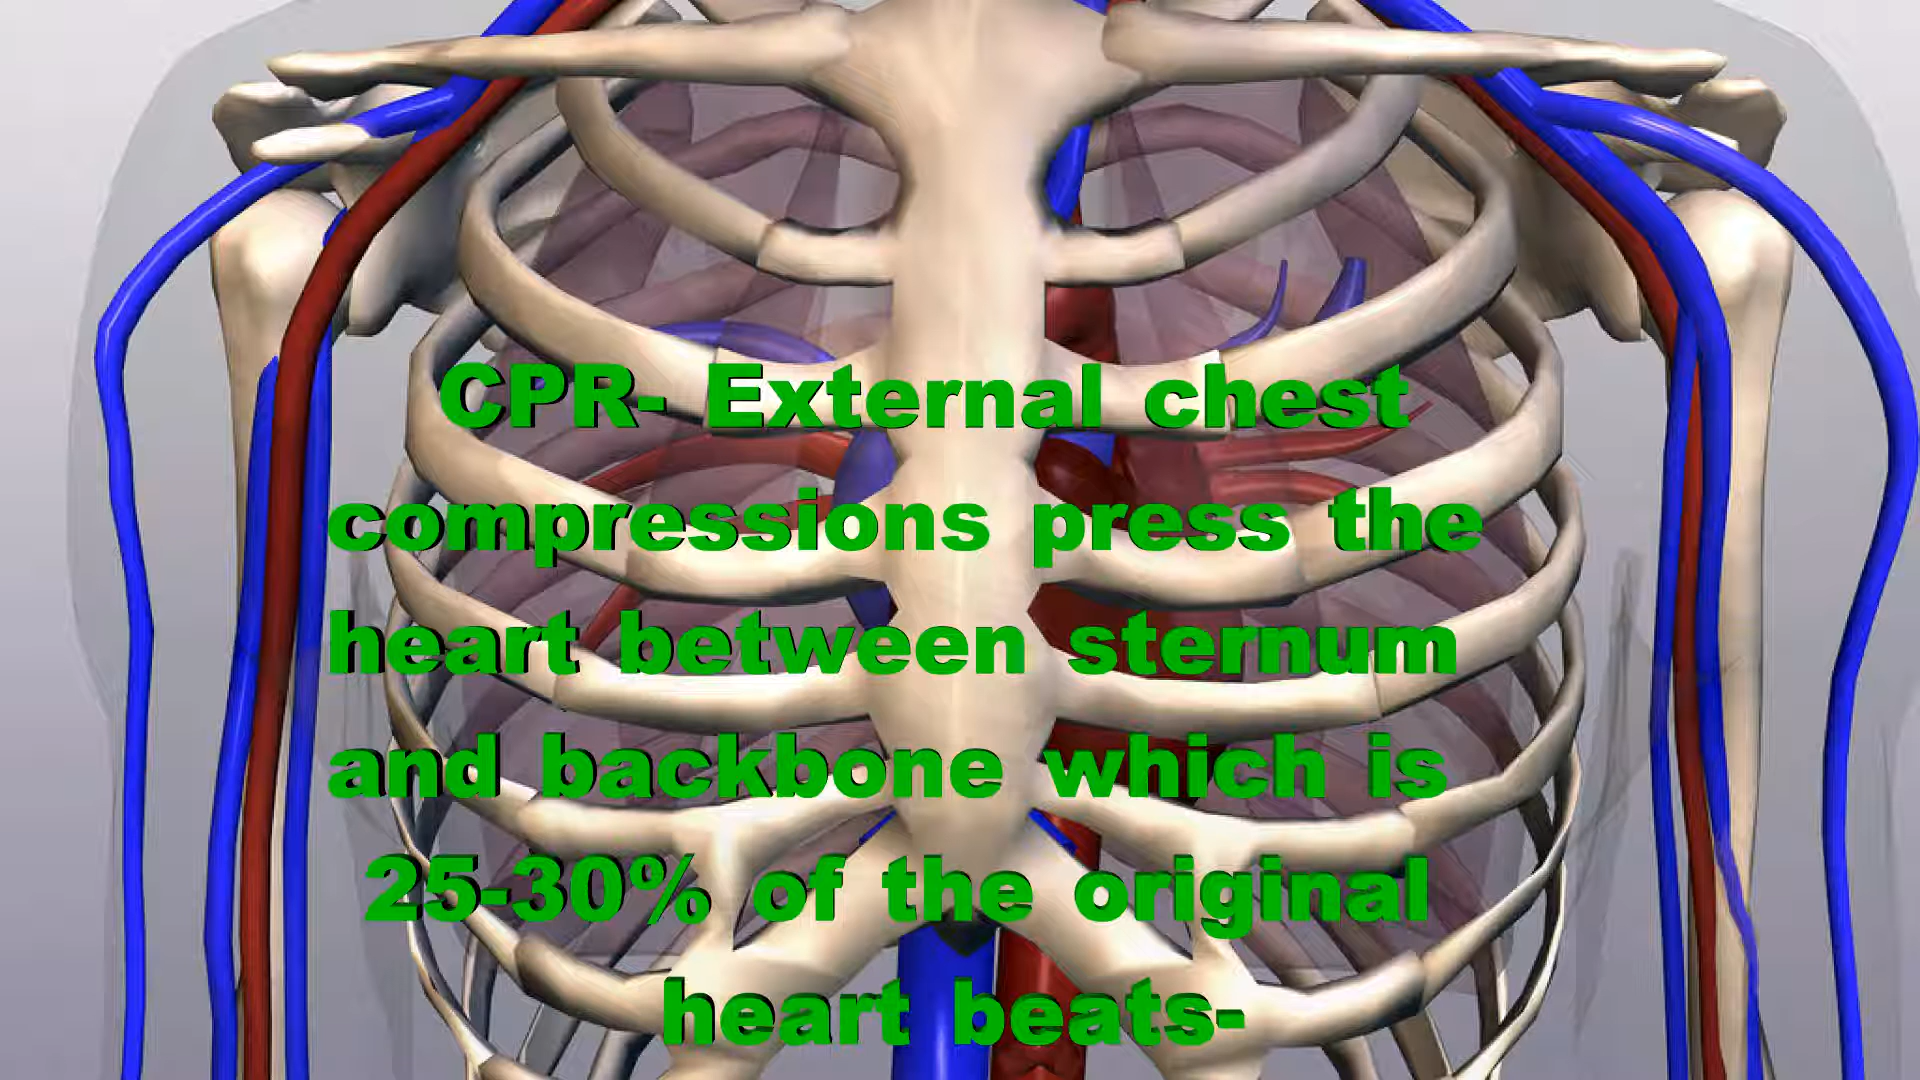 CPR- External chest
compressions press the
heart between sternum
and backbone which is
25-30% of the original
heart beats-